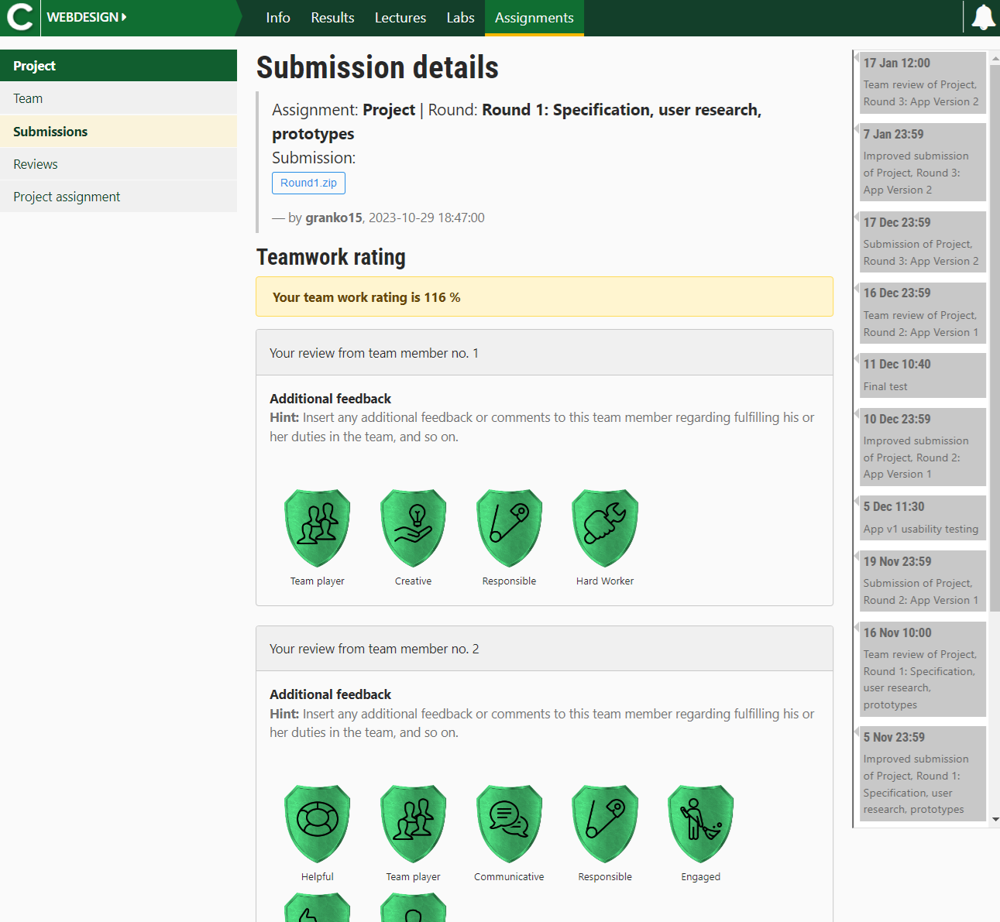 C WEBDESIGN Info Results Lectures Labs Assignments
Project
Team
Submissions
Reviews
Project assignment
Submission details
Assignment: Project | Round: Round 1: Specification, user research,
prototypes
Submission:
Round1.zip
— by granko15, 2023-10-29 18:47:00
Teamwork rating
Your team work rating is 116 %
Your review from team member no. 1
Additional feedback
Hint: Insert any additional feedback or comments to this team member regarding fulfilling his or
her duties in the team, and so on.
Team player Creative Responsible Hard Worker
Your review from team member no. 2
Additional feedback
Hint: Insert any additional feedback or comments to this team member regarding fulfilling his or
her duties in the team, and so on.
Helpful Team player Communicative Responsible Engaged
17 Jan 12:00
Team review of Project,
Round 3: App Version 2
7 Jan 23:59
Improved submission
of Project, Round 3:
App Version 2
17 Dec 23:59
Submission of Project,
Round 3: App Version 2
16 Dec 23:59
Team review of Project,
Round 2: App Version 1
11 Dec 10:40
Final test
10 Dec 23:59
Improved submission
of Project, Round 2:
App Version 1
5 Dec 11:30
App v1 usability testing
19 Nov 23:59
Submission of Project,
Round 2: App Version 1
16 Nov 10:00
Team review of Project,
Round 1: Specification,
user research,
prototypes
5 Nov 23:59
Improved submission
of Project, Round 1:
Specification, user
research, prototypes